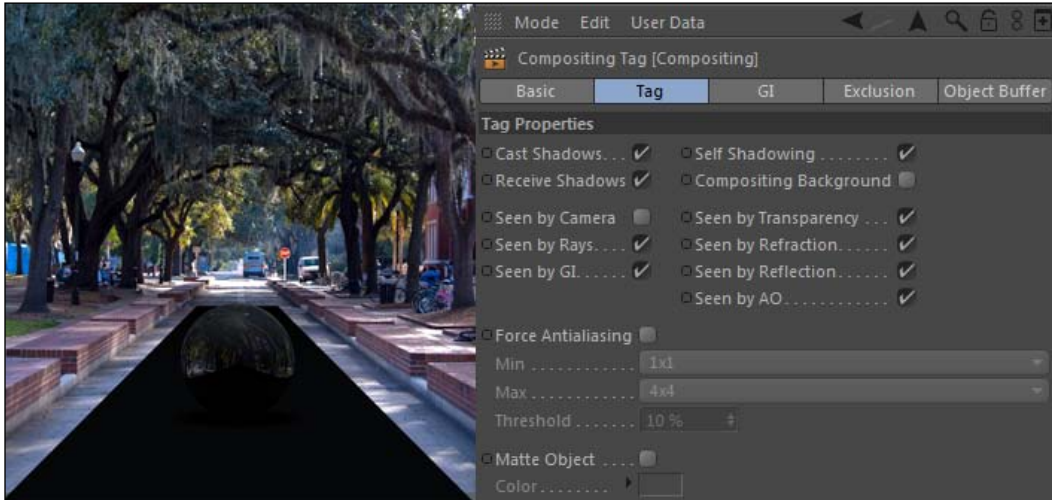 Mode Edit User Data
Compositing Tag [Compositing]
Basic Tag GI Exclusion Object Buffer
Tag Properties
Cast Shadows... Self Shadowing ........
Receive Shadows Compositing Background
Seen by Camera Seen by Transparency ...
Seen by Rays.... Seen by Refraction......
Seen by GI...... Seen by Reflection......
Seen by AO............
Force Antialiasing
Min ............ 1x1
Max ............ 4x4
Threshold ....... 10 %
Matte Object ....
Color........